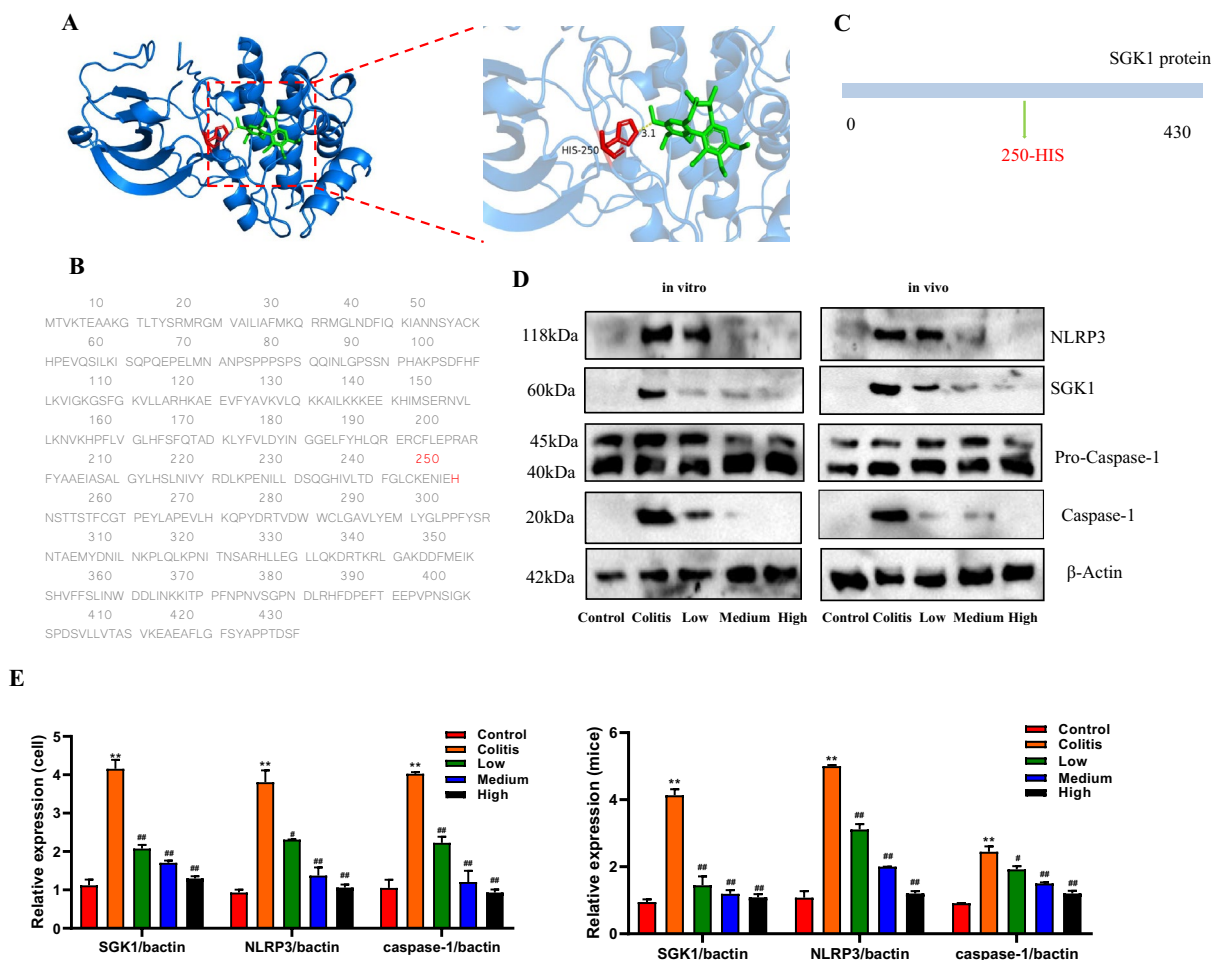 A
HIS-250
3.1
C
SGK1 protein
0
430
250-HIS
B
10 20 30 40 50
MTVKTEAAKG TLTYSRMRGM VAILIAFMKQ RRMGLNDFIQ KIANNSYACK
60 70 80 90 100
HPEVQSILKI SQPQEPELMN ANPSPPPSPS QQINLGPSSN PHAKPSDFHF
110 120 130 140 150
LKVIGKGSFG KVLLARHKAE EVFYAVKVLQ KKAILKKKEE KHIMSERNVL
160 170 180 190 200
LKNVKHPFLV GLHFSFQTAD KLYFVLDYIN GGELFYHLQR ERCFLEPRAR
210 220 230 240 250
FYAAEIASAL GYLHSLNIVY RDLKPENILL DSQGHIVLTD FGLCKENIEH
260 270 280 290 300
NSTTSTFCGT PEYLAPEVLH KQPYDRTVDW WCLGAVLYEM LYGLPPFYSR
310 320 330 340 350
NTAEMYDNIL NKPLQLKPNI TNSARHLLEG LLQKDRTKRL GAKDDFMEIK
360 370 380 390 400
SHVFFSLINW DDLINKKITP PFNPNVSGPN DLRHFDPEFT EEPVPNSIGK
410 420 430
SPDSVLLVTAS VKEAEAFLG FSYAPPTDSF
D
in vitro in vivo
118kDa NLRP3
60kDa SGK1
45kDa
40kDa
Pro-Caspase-1
20kDa Caspase-1
42kDa β-Actin
Control Colitis Low Medium High Control Colitis Low Medium High
E
Relative expression (cell)
5
4
3
2
1
0
** ## ## ##
** # ## ##
** ## ## ##
Control
Colitis
Low
Medium
High
SGK1/bactin NLRP3/bactin caspase-1/bactin
Relative expression (mice)
6
4
2
0
** ## ## ##
** ## ## ##
** # ## ##
Control
Colitis
Low
Medium
High
SGK1/bactin NLRP3/bactin caspase-1/bactin